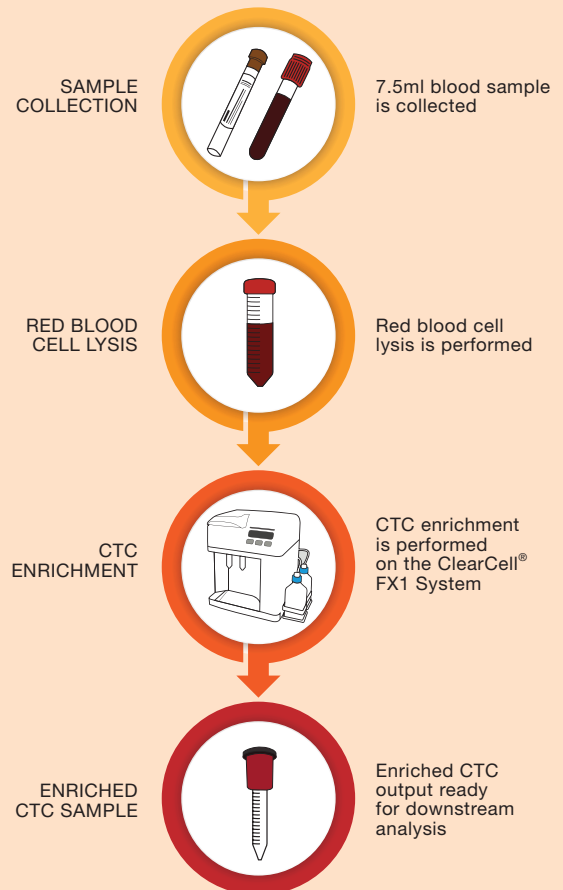 SAMPLE
COLLECTION
7.5ml blood sample
is collected
RED BLOOD
CELL LYSIS
Red blood cell
lysis is performed
CTC
ENRICHMENT
CTC enrichment
is performed
on the ClearCell®
FX1 System
ENRICHED
CTC SAMPLE
Enriched CTC
output ready
for downstream
analysis